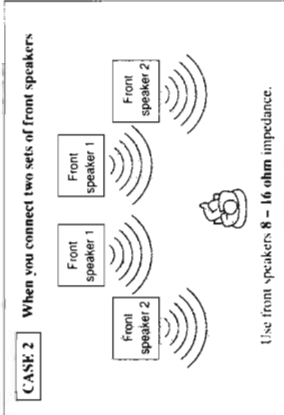 CASE 2 When you connect two sets of front speakers
Front
speaker 2
Front
speaker 1
Front
speaker 1
Front
speaker 2
Use front speakers 8 – 16 ohm impedance.